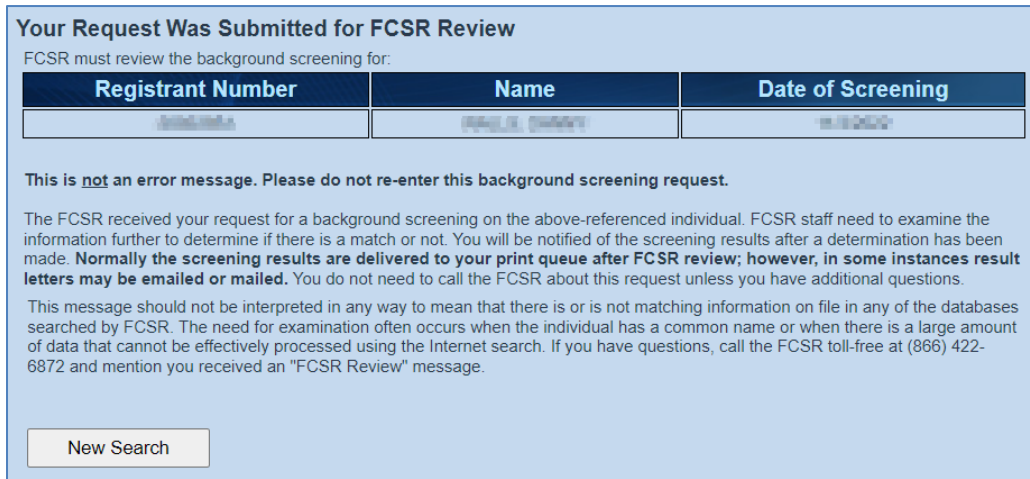 Your Request Was Submitted for FCSR Review
FCSR must review the background screening for:
Registrant Number Name Date of Screening
This is not an error message. Please do not re-enter this background screening request.
The FCSR received your request for a background screening on the above-referenced individual. FCSR staff need to examine the
information further to determine if there is a match or not. You will be notified of the screening results after a determination has been
made. Normally the screening results are delivered to your print queue after FCSR review; however, in some instances result
letters may be emailed or mailed. You do not need to call the FCSR about this request unless you have additional questions.
This message should not be interpreted in any way to mean that there is or is not matching information on file in any of the databases
searched by FCSR. The need for examination often occurs when the individual has a common name or when there is a large amount
of data that cannot be effectively processed using the Internet search. If you have questions, call the FCSR toll-free at (866) 422-
6872 and mention you received an "FCSR Review" message.
New Search